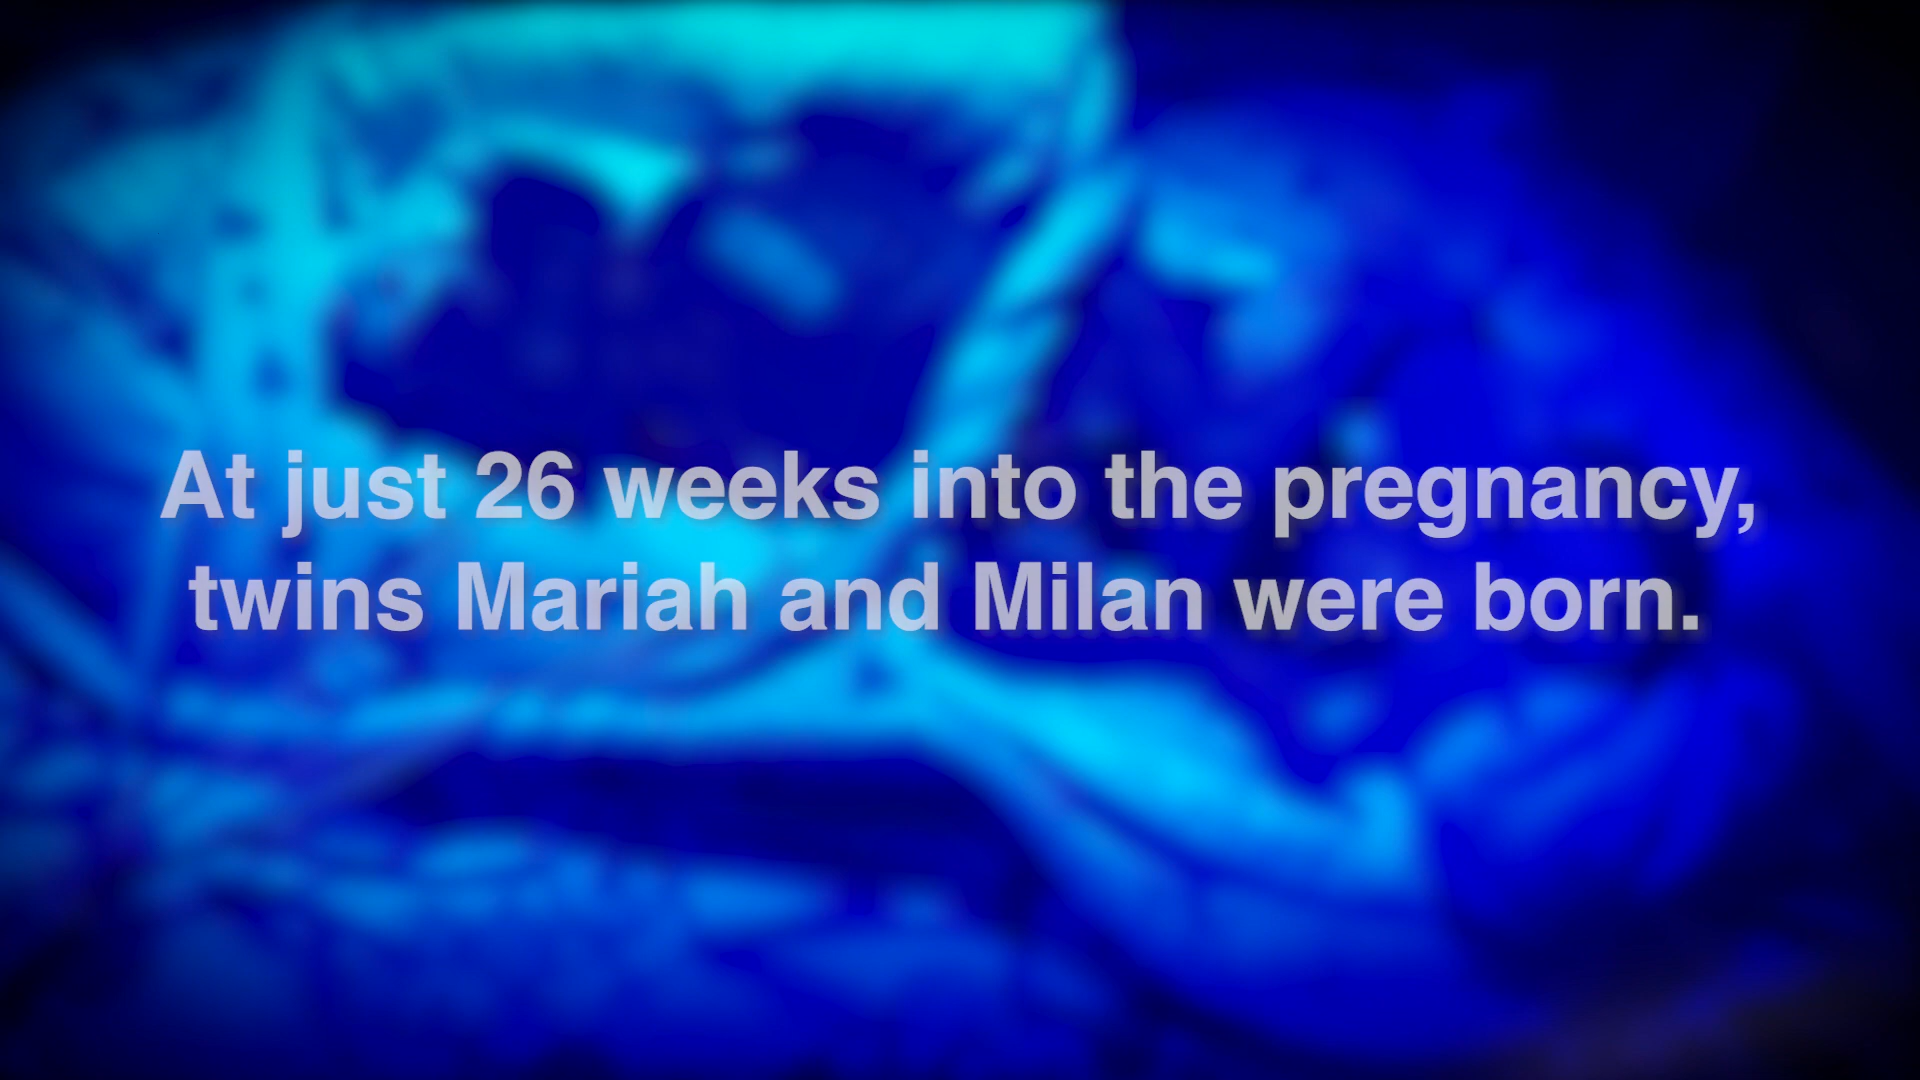 At just 26 weeks into the pregnancy,
twins Mariah and Milan were born.